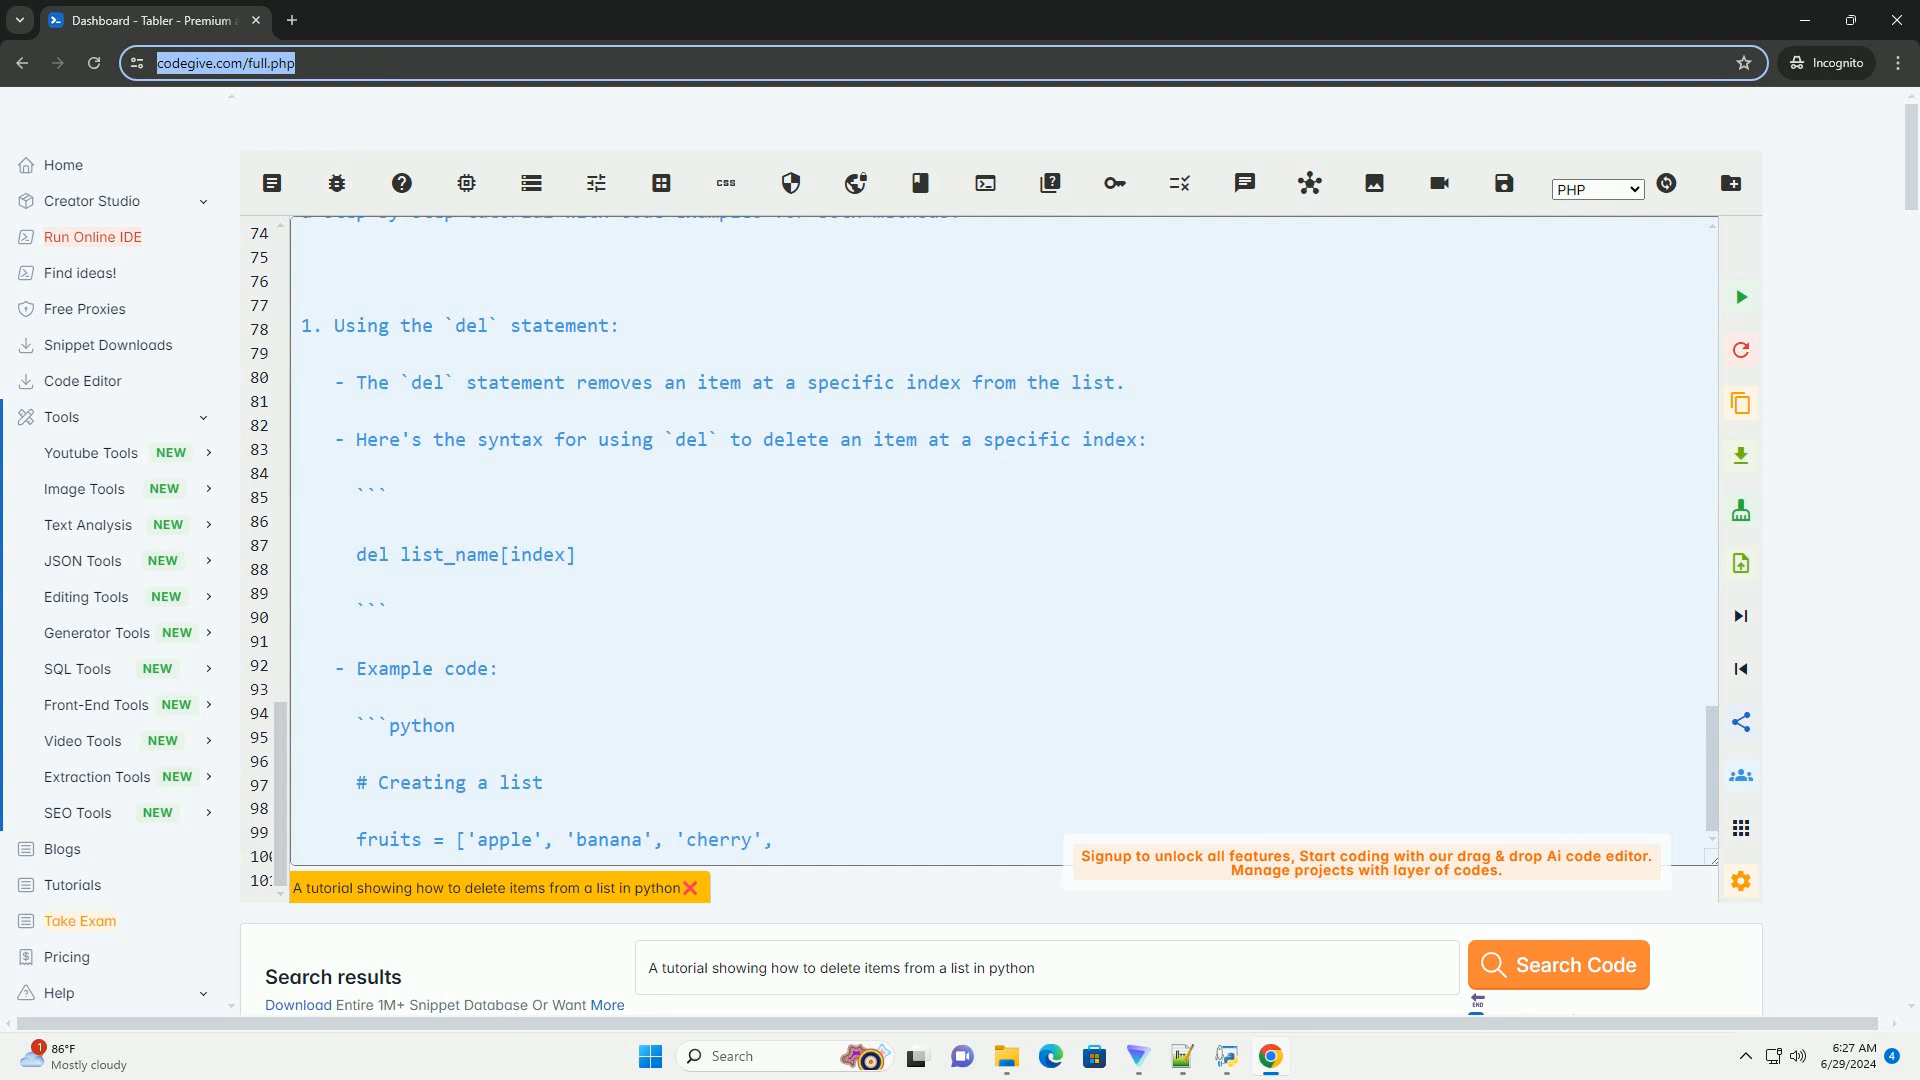 Dashboard - Tabler - Premium
codegive.com/full.php
Incognito
Home
Creator Studio
Run Online IDE
Find ideas!
Free Proxies
Snippet Downloads
Code Editor
Tools
Youtube Tools NEW
Image Tools NEW
Text Analysis NEW
JSON Tools NEW
Editing Tools NEW
Generator Tools NEW
SQL Tools NEW
Front-End Tools NEW
Video Tools NEW
Extraction Tools NEW
SEO Tools NEW
Blogs
Tutorials
Take Exam
Pricing
Help
css
PHP
74
75
76
77
78
79
80
81
82
83
84
85
86
87
88
89
90
91
92
93
94
95
96
97
98
99
1. Using the `del` statement:
- The `del` statement removes an item at a specific index from the list.
- Here's the syntax for using `del` to delete an item at a specific index:
```
del list_name[index]
```
- Example code:
```python
# Creating a list
fruits = ['apple', 'banana', 'cherry',
A tutorial showing how to delete items from a list in python
Signup to unlock all features, Start coding with our drag & drop Ai code editor.
Manage projects with layer of codes.
Search results
Download Entire 1M+ Snippet Database Or Want More
A tutorial showing how to delete items from a list in python
Search Code
END
1
86°F
Mostly cloudy
Search
6:27 AM
6/29/2024
4